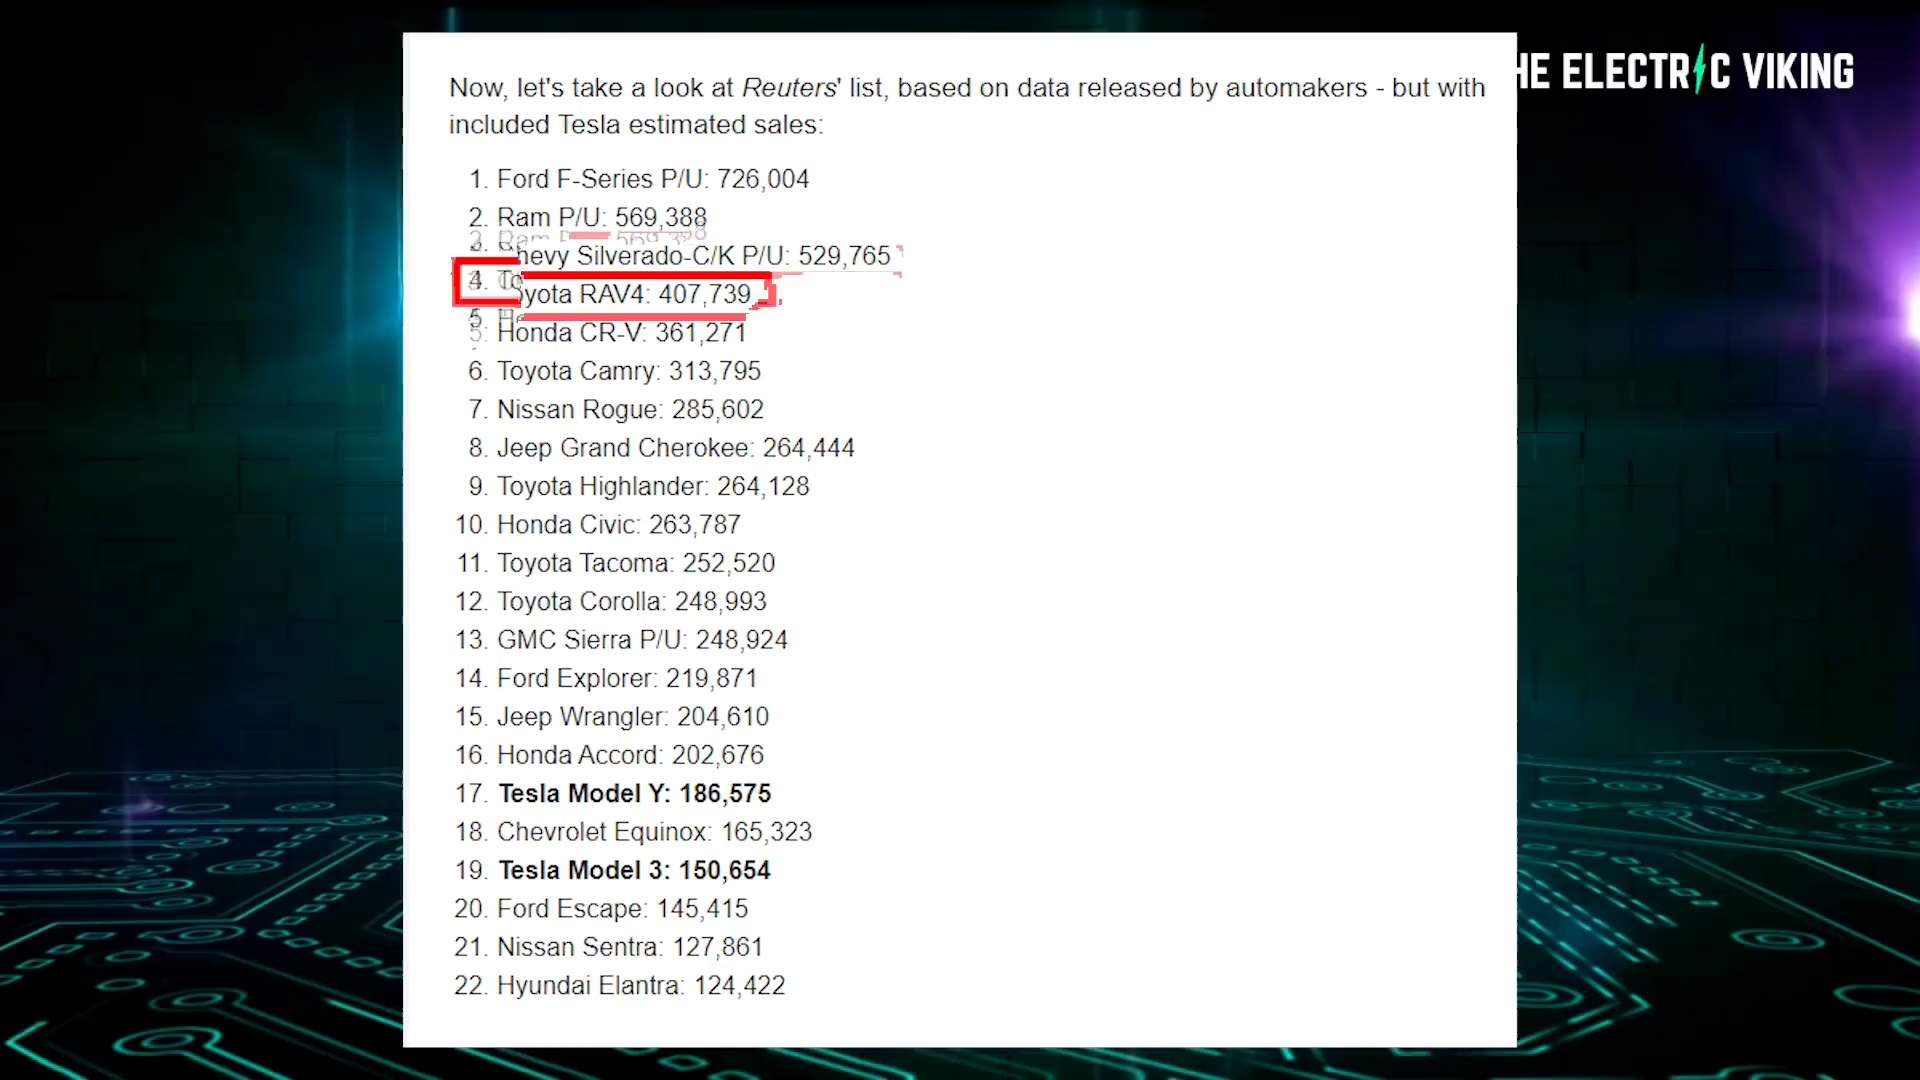 HE ELECTRIC VIKING
Now, let's take a look at Reuters' list, based on data released by automakers - but with
included Tesla estimated sales:
1. Ford F-Series P/U: 726,004
2. Ram P/U: 569,388
hevy Silverado-C/K P/U: 529,765
4. Toyota RAV4: 407,739
5. Honda CR-V: 361,271
6. Toyota Camry: 313,795
7. Nissan Rogue: 285,602
8. Jeep Grand Cherokee: 264,444
9. Toyota Highlander: 264,128
10. Honda Civic: 263,787
11. Toyota Tacoma: 252,520
12. Toyota Corolla: 248,993
13. GMC Sierra P/U: 248,924
14. Ford Explorer: 219,871
15. Jeep Wrangler: 204,610
16. Honda Accord: 202,676
17. Tesla Model Y: 186,575
18. Chevrolet Equinox: 165,323
19. Tesla Model 3: 150,654
20. Ford Escape: 145,415
21. Nissan Sentra: 127,861
22. Hyundai Elantra: 124,422